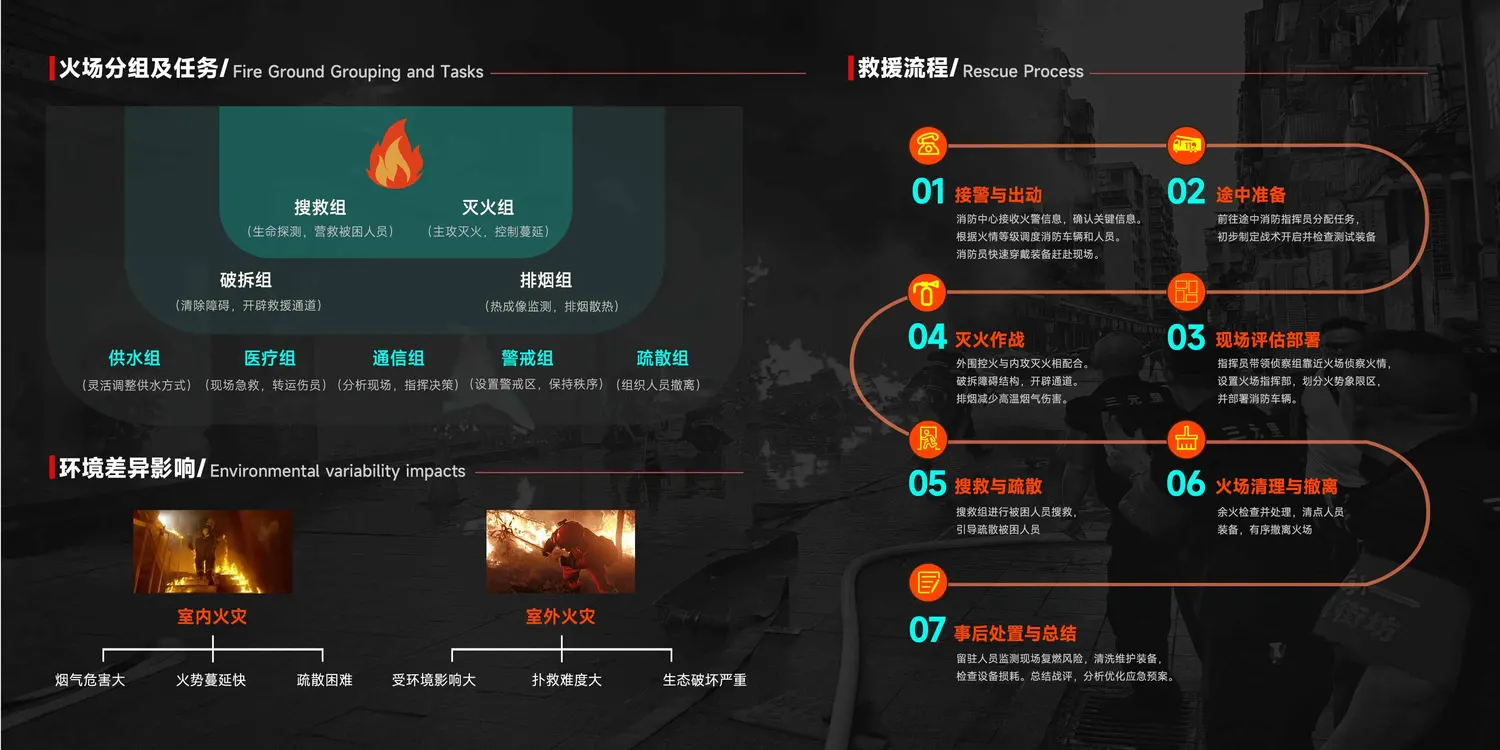 火场分组及任务/ Fire Ground Grouping and Tasks
搜救组 灭火组
（生命探测，营救被困人员） （主攻灭火，控制蔓延）
破拆组 排烟组
（清除障碍，开辟救援通道） （热成像监测，排烟散热）
供水组 医疗组 通信组 警戒组 疏散组
（灵活调整供水方式） （现场急救、转运伤员） （分析现场，指挥决策） （设置警戒区，保持秩序） （组织人员撤离）
环境差异影响/ Environmental variability impacts
室内火灾
烟气危害大 火势蔓延快 疏散困难
室外火灾
受环境影响大 扑救难度大 生态破坏严重
救援流程/ Rescue Process
01 接警与出动
消防中心接收火警信息，确认关键信息。
根据火情等级调度消防车辆和人员。
消防员快速穿戴装备赶赴现场。
119
02 途中准备
前往途中消防指挥员分配任务，
初步制定战术开启并检查测试装备
03 现场评估部署
指挥员带领侦察组靠近火场侦察火情，
设置火场指挥部，划分火势象限区，
并部署消防车辆。
04 灭火作战
外围控火与内攻灭火相配合。
破拆障碍结构，开辟通道。
排烟减少高温烟气伤害。
05 搜救与疏散
搜救组进行被困人员搜救，
引导疏散被困人员
06 火场清理与撤离
余火检查并处理，清点人员
装备，有序撤离火场
07 事后处置与总结
留驻人员监测现场复燃风险，清洗维护装备，
检查设备损耗。总结战评，分析优化应急预案。
三元里
街坊